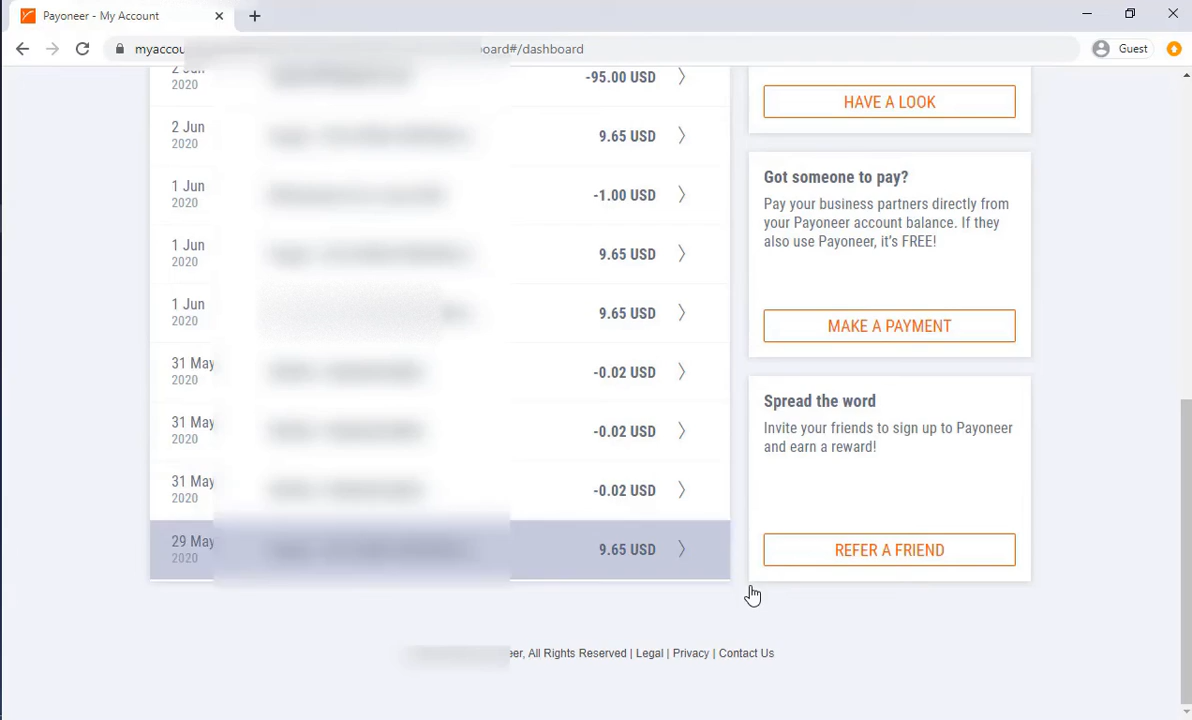 Payoneer - My Account
Guest
myaccou
board#/dashboard
2 Jun
2020
-95.00 USD
2 Jun
2020
9.65 USD
1 Jun
2020
-1.00 USD
1 Jun
2020
9.65 USD
1 Jun
2020
9.65 USD
31 May
2020
-0.02 USD
31 May
2020
-0.02 USD
31 May
2020
-0.02 USD
29 May
2020
9.65 USD
HAVE A LOOK
Got someone to pay?
Pay your business partners directly from
your Payoneer account balance. If they
also use Payoneer, it's FREE!
MAKE A PAYMENT
Spread the word
Invite your friends to sign up to Payoneer
and earn a reward!
REFER A FRIEND
eer, All Rights Reserved | Legal | Privacy | Contact Us